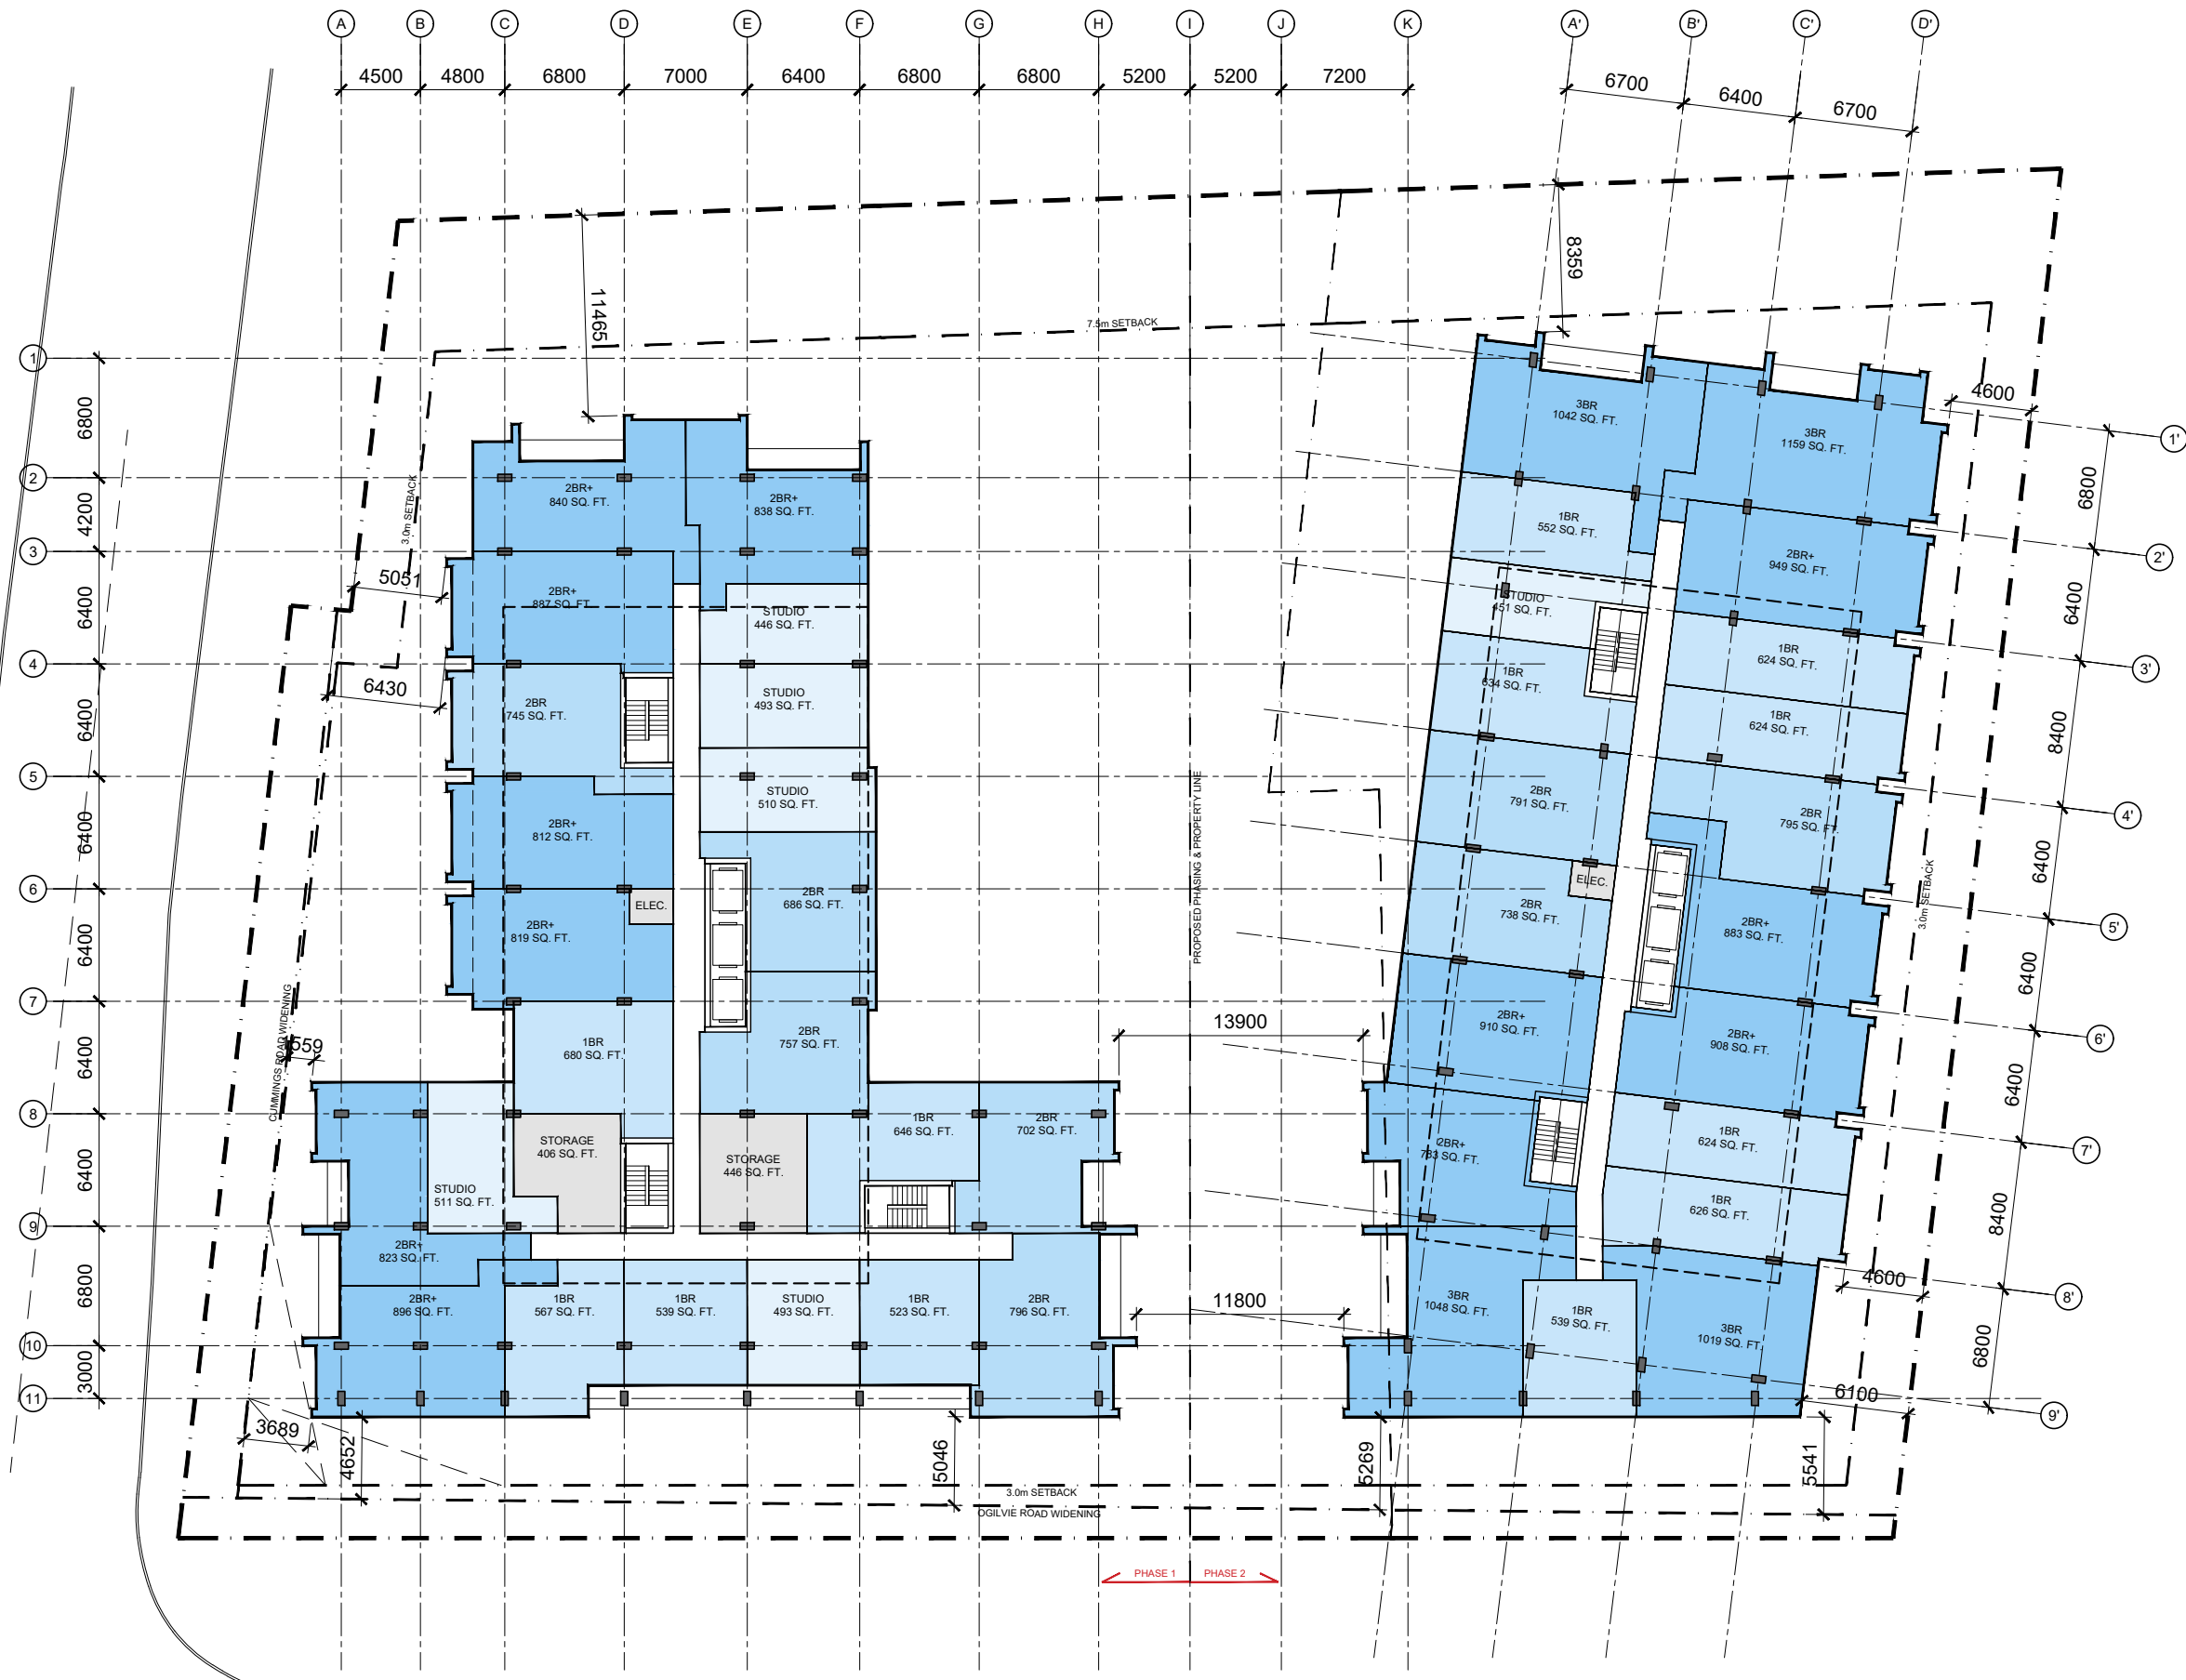 A
B
C
D
E
F
G
H
I
J
K
A'
B'
C'
D'
4500
4800
6800
7000
6400
6800
6800
5200
5200
7200
6700
6400
6700
11465
8359
7.5m SETBACK
3.0m SETBACK
1
2
3
4
5
6
7
8
9
10
11
6800
4200
6400
6400
6400
6400
6400
6400
6800
3000
1'
2'
3'
4'
5'
6'
7'
8'
9'
6800
6400
8400
6400
6400
6400
8400
6800
4600
4600
6100
5051
6430
559
3689
4652
5046
5269
5541
13900
11800
2BR+
840 SQ. FT.
2BR+
838 SQ. FT.
2BR+
887 SQ. FT.
STUDIO
446 SQ. FT.
2BR
745 SQ. FT.
STUDIO
493 SQ. FT.
STUDIO
510 SQ. FT.
2BR+
812 SQ. FT.
2BR
686 SQ. FT.
ELEC.
2BR+
819 SQ. FT.
1BR
680 SQ. FT.
2BR
757 SQ. FT.
STORAGE
406 SQ. FT.
STORAGE
446 SQ. FT.
1BR
646 SQ. FT.
2BR
702 SQ. FT.
STUDIO
511 SQ. FT.
2BR+
823 SQ. FT.
2BR+
896 SQ. FT.
1BR
567 SQ. FT.
1BR
539 SQ. FT.
STUDIO
493 SQ. FT.
1BR
523 SQ. FT.
2BR
796 SQ. FT.
3BR
1042 SQ. FT.
3BR
1159 SQ. FT.
1BR
552 SQ. FT.
2BR+
949 SQ. FT.
STUDIO
451 SQ. FT.
1BR
634 SQ. FT.
1BR
624 SQ. FT.
1BR
624 SQ. FT.
2BR
791 SQ. FT.
2BR
795 SQ. FT.
ELEC.
2BR
738 SQ. FT.
2BR+
883 SQ. FT.
2BR+
910 SQ. FT.
2BR+
908 SQ. FT.
2BR+
783 SQ. FT.
1BR
624 SQ. FT.
1BR
626 SQ. FT.
3BR
1048 SQ. FT.
1BR
539 SQ. FT.
3BR
1019 SQ. FT.
PROPOSED PHASING & PROPERTY LINE
3.0m SETBACK
CUMMINGS ROAD WIDENING
3.0m SETBACK
OGILVIE ROAD WIDENING
PHASE 1
PHASE 2